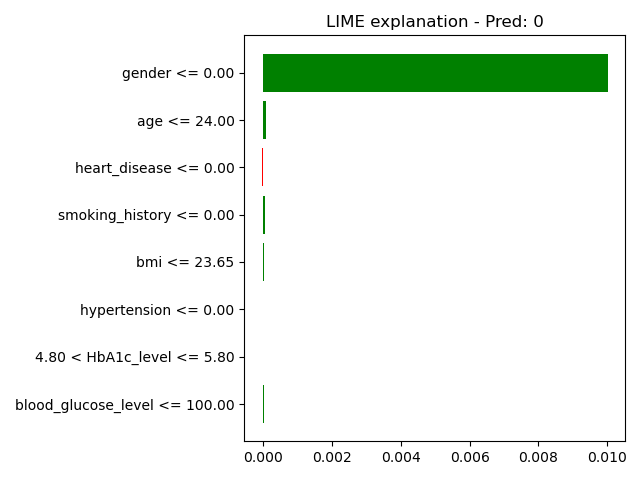 LIME explanation - Pred: 0
gender <= 0.00
age <= 24.00
heart_disease <= 0.00
smoking_history <= 0.00
bmi <= 23.65
hypertension <= 0.00
4.80 < HbA1c_level <= 5.80
blood_glucose_level <= 100.00
0.000 0.002 0.004 0.006 0.008 0.010